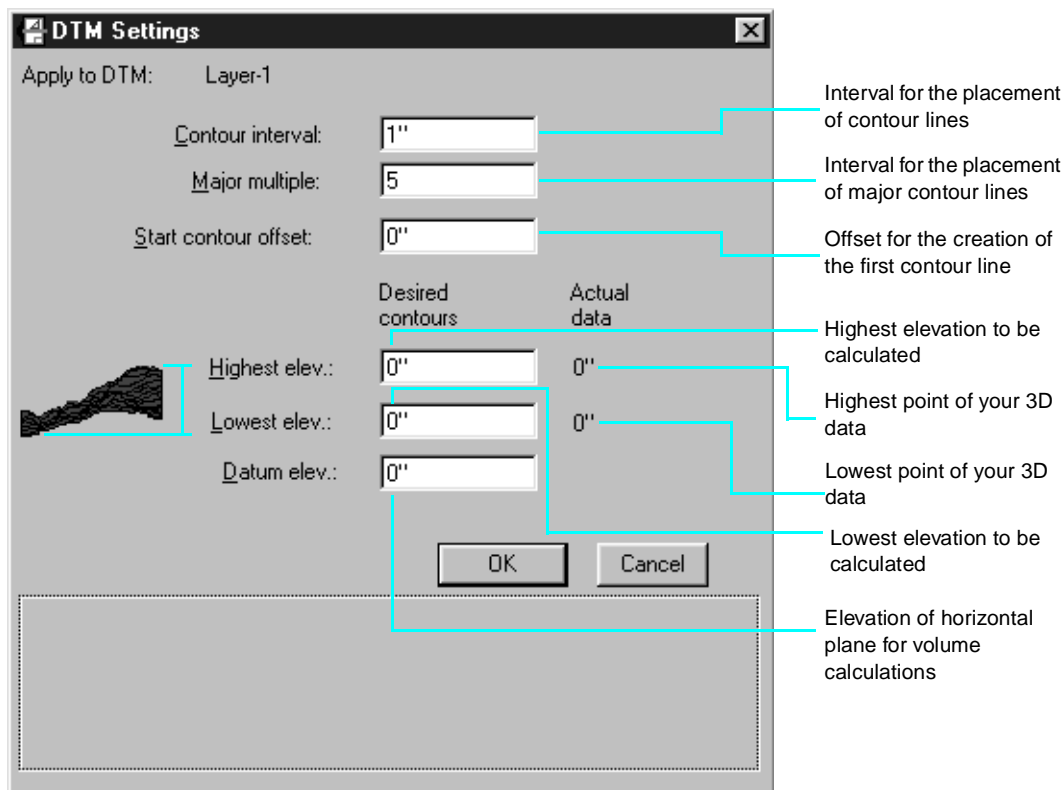 DTM Settings
Apply to DTM: Layer-1
Contour interval: 1"
Major multiple: 5
Start contour offset: 0"
Desired
contours
Actual
data
Highest elev.: 0" 0"
Lowest elev.: 0" 0"
Datum elev.: 0"
OK Cancel
Interval for the placement
of contour lines
Interval for the placement
of major contour lines
Offset for the creation of
the first contour line
Highest elevation to be
calculated
Highest point of your 3D
data
Lowest point of your 3D
data
Lowest elevation to be
calculated
Elevation of horizontal
plane for volume
calculations